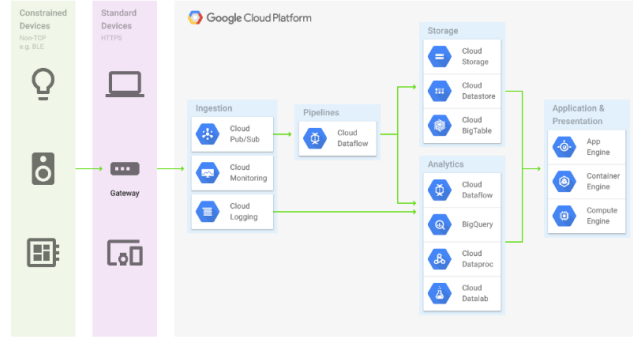 Constrained
Devices
Non-TCP
e.g. BLE
Standard
Devices
HTTPS
Gateway
Google Cloud Platform
Ingestion
Cloud
Pub/Sub
Cloud
Monitoring
Cloud
Logging
Pipelines
Cloud
Dataflow
Storage
Cloud
Storage
Cloud
Datastore
Cloud
BigTable
Analytics
Cloud
Dataflow
BigQuery
Cloud
Dataproc
Cloud
Datalab
Application &
Presentation
App
Engine
Container
Engine
Compute
Engine